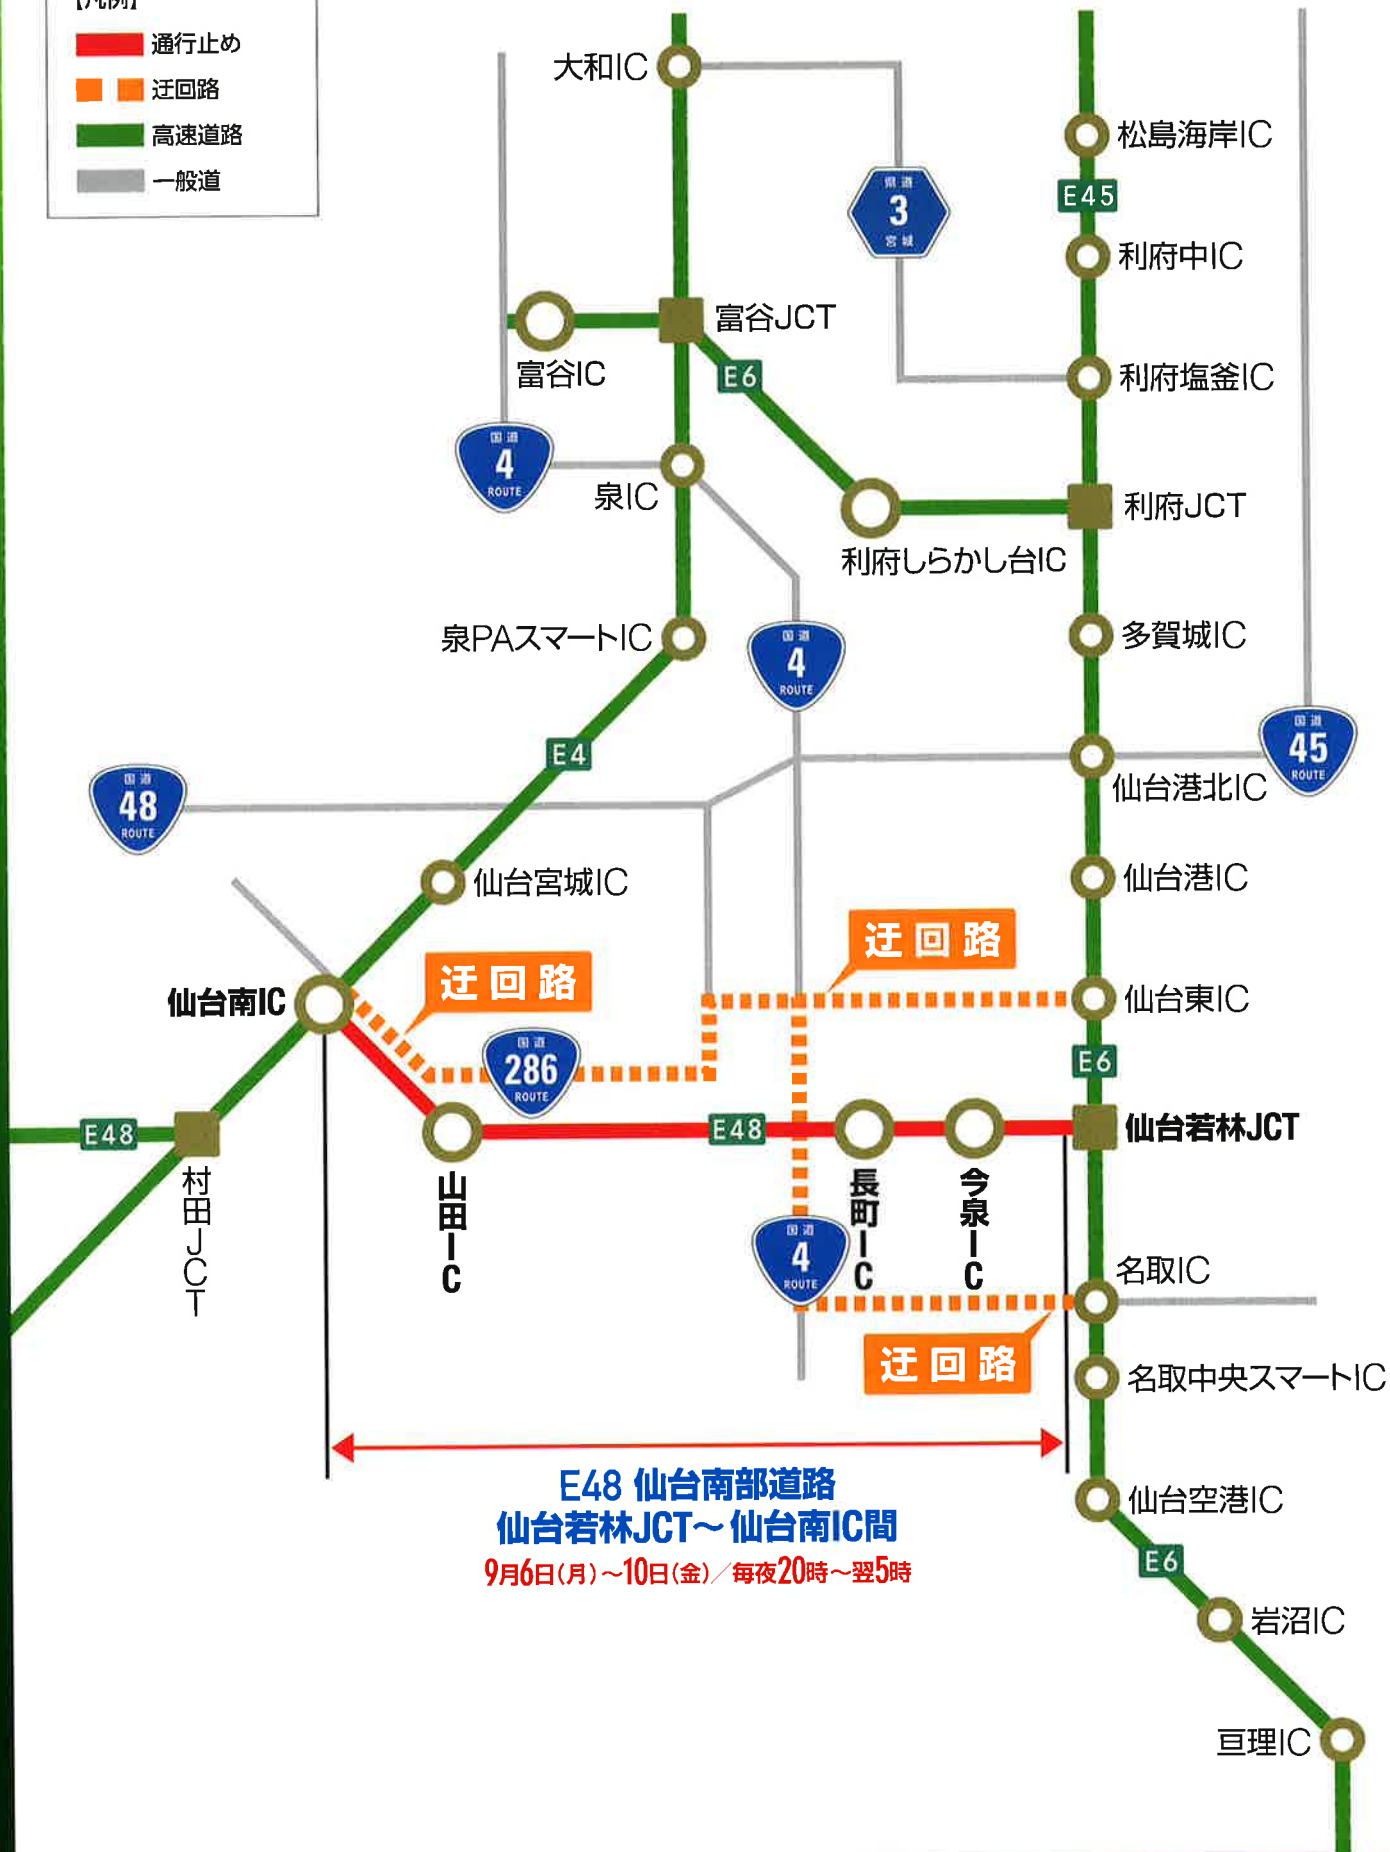 【凡例】
通行止め
迂回路
高速道路
一般道
大和IC
松島海岸IC
E45
県道
3
宮城
利府中IC
富谷JCT
富谷IC
E6
利府塩釜IC
国道
4
ROUTE
泉IC
利府JCT
利府しらかし台IC
泉PAスマートIC
国道
4
ROUTE
多賀城IC
E4
国道
45
ROUTE
国道
48
ROUTE
仙台港北IC
仙台宮城IC
仙台港IC
迂回路
迂回路
仙台南IC
仙台東IC
国道
286
ROUTE
E6
E48
E48
仙台若林JCT
村田JCT
山田IC
長町IC
今泉IC
国道
4
ROUTE
名取IC
迂回路
名取中央スマートIC
E48 仙台南部道路
仙台若林JCT〜仙台南IC間
9月6日(月)〜10日(金)／毎夜20時〜翌5時
仙台空港IC
E6
岩沼IC
亘理IC